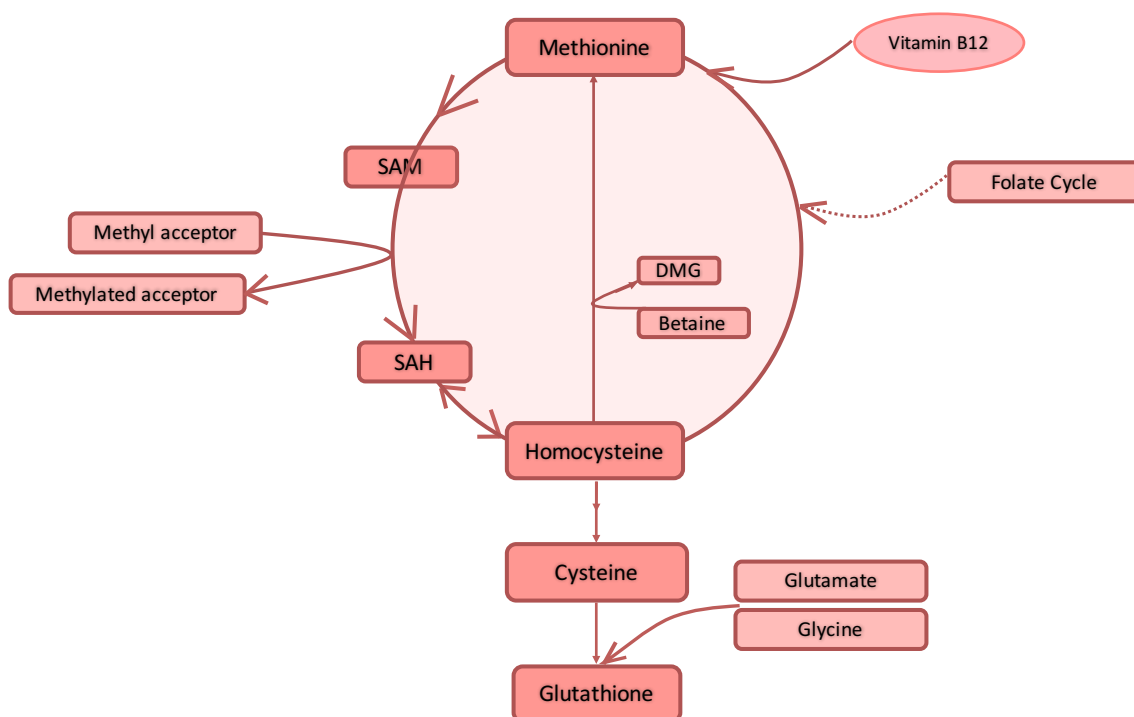 Methionine
Vitamin B12
SAM
Folate Cycle
Methyl acceptor
Methylated acceptor
DMG
Betaine
SAH
Homocysteine
Cysteine
Glutamate
Glycine
Glutathione